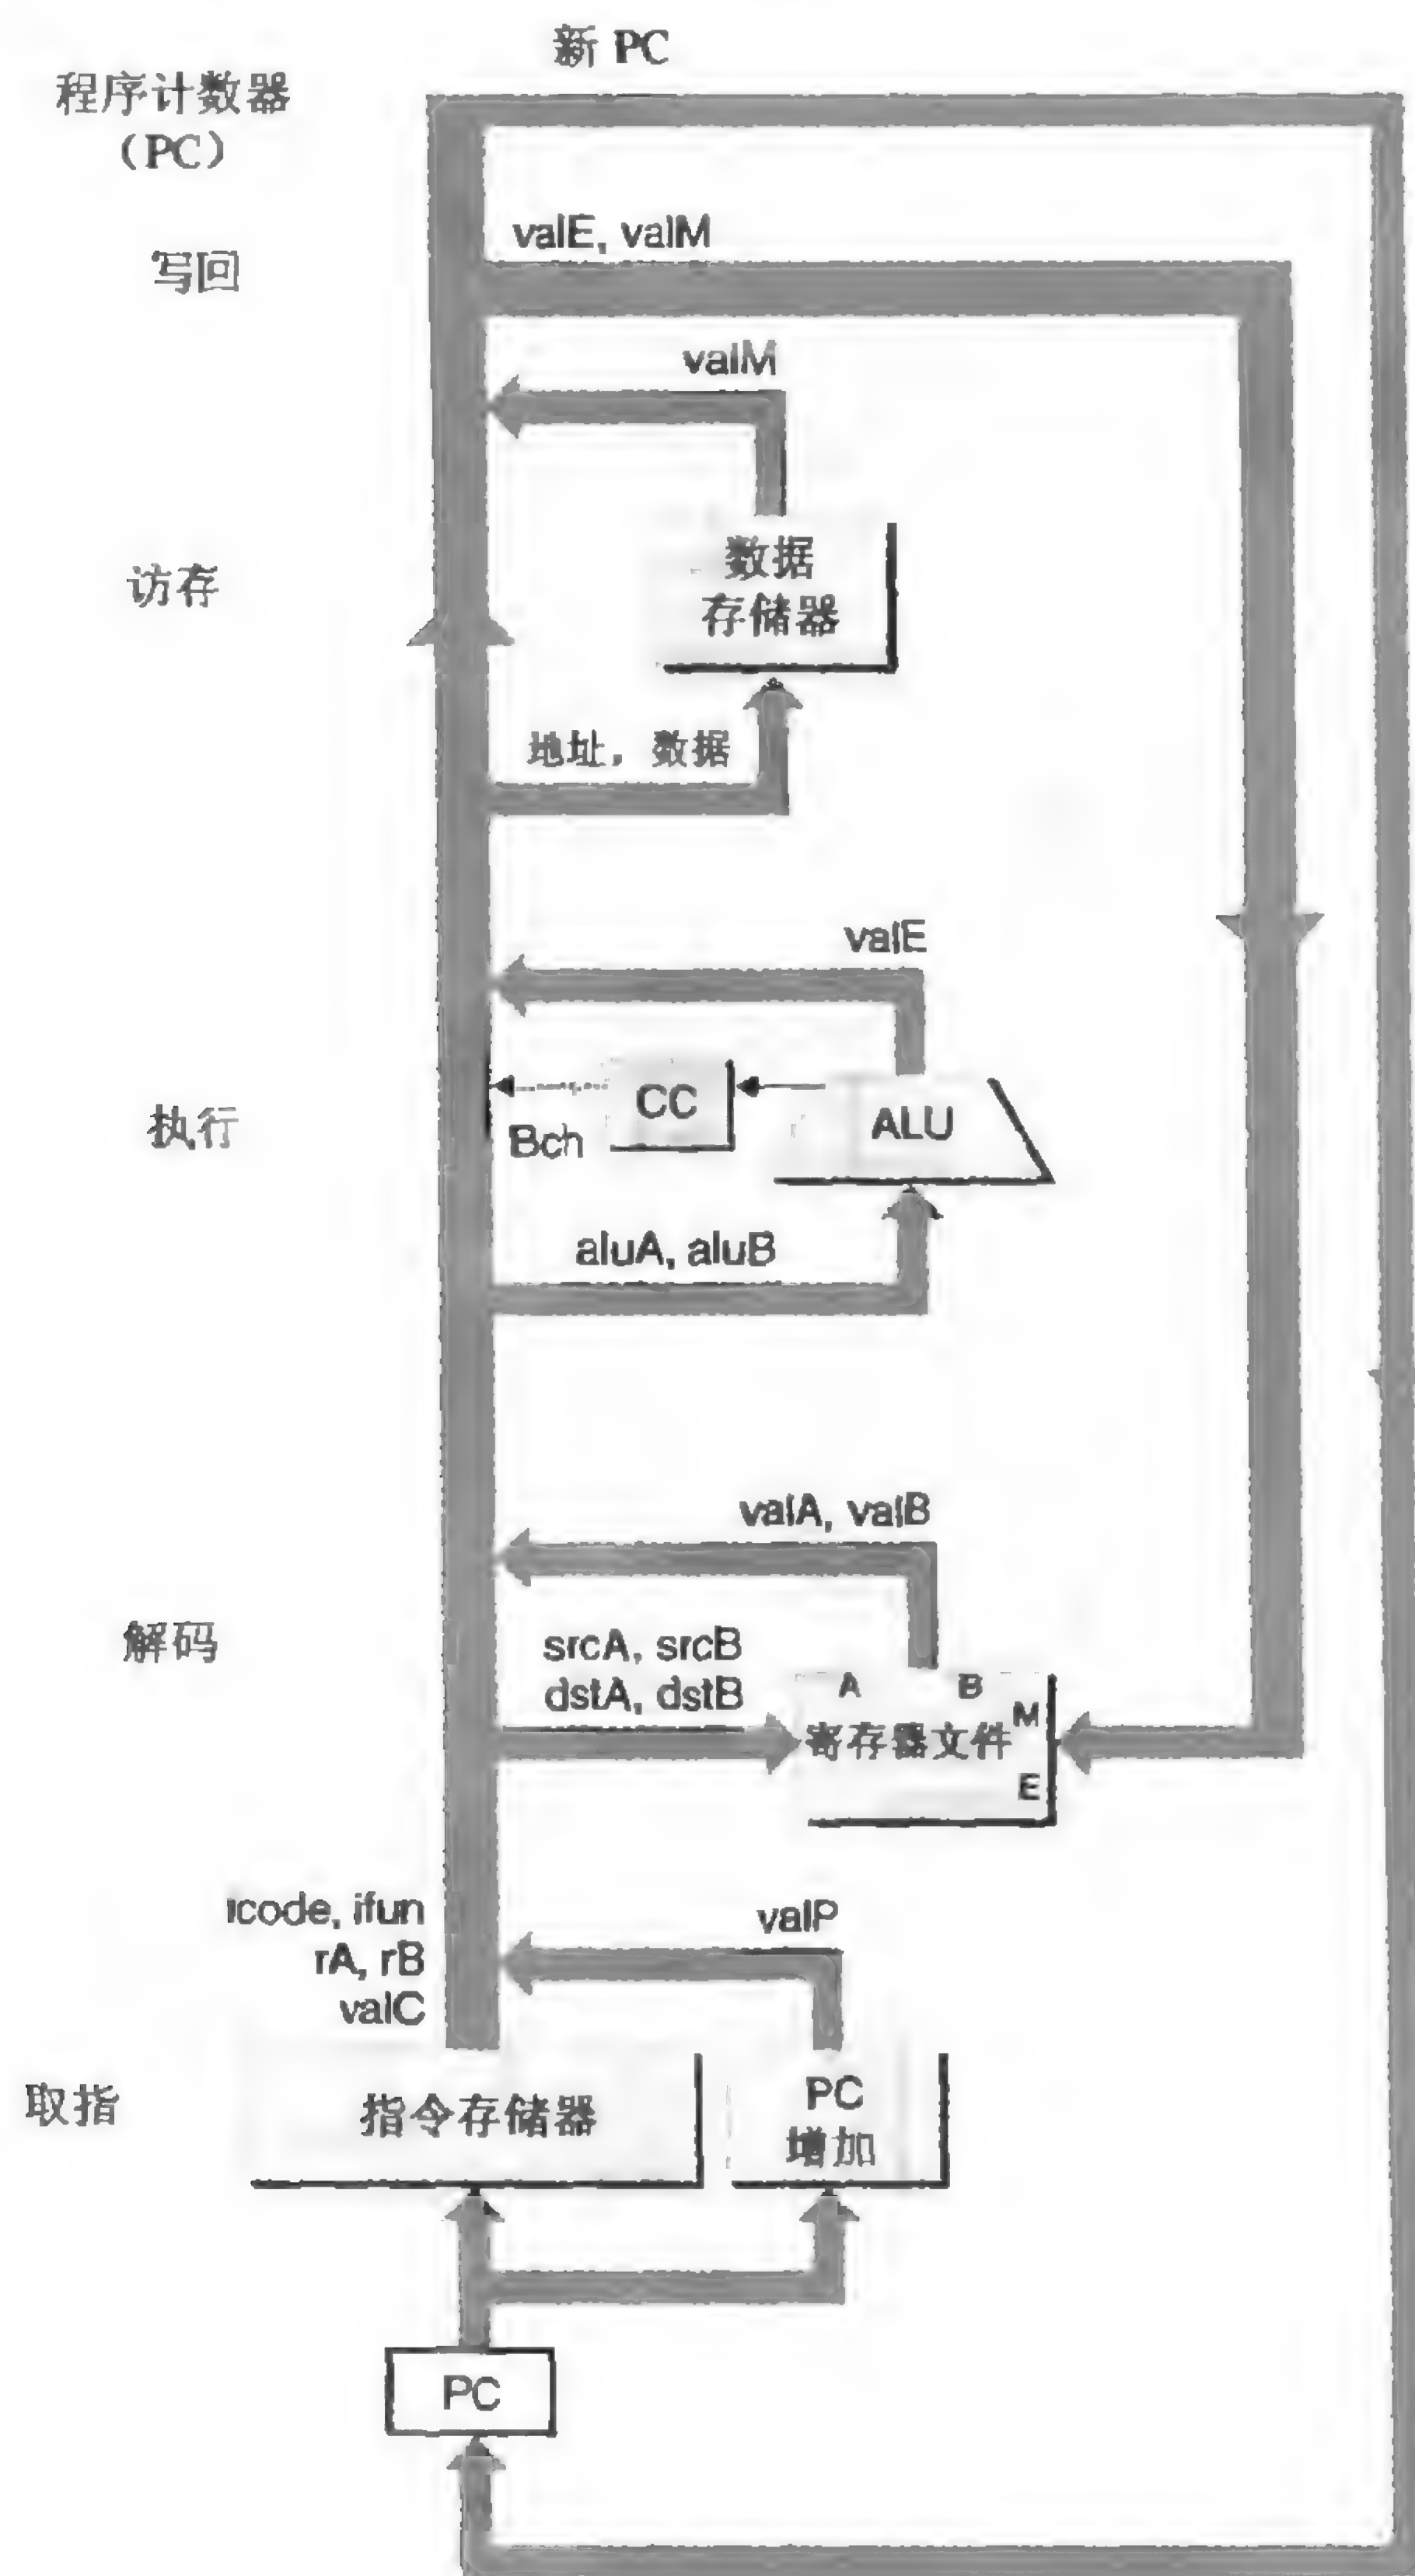 新 PC
程序计数器
（PC）
valE, valM
写回
valM
数据
存储器
访存
地址，数据
valE
CC
ALU
执行
Bch
aluA, aluB
valA, valB
解码
srcA, srcB
dstA, dstB
A
B
M
寄存器文件
E
icode, ifun
rA, rB
valC
valP
取指
指令存储器
PC
增加
PC